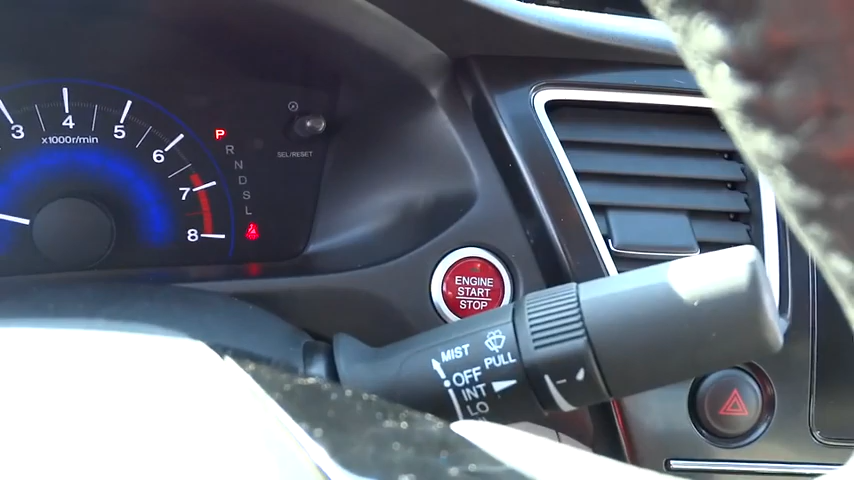 3
4
5
6
7
8
x1000r/min
P
R
N
D
S
L
SEL/RESET
ENGINE
START
STOP
MIST
PULL
OFF
INT
LO